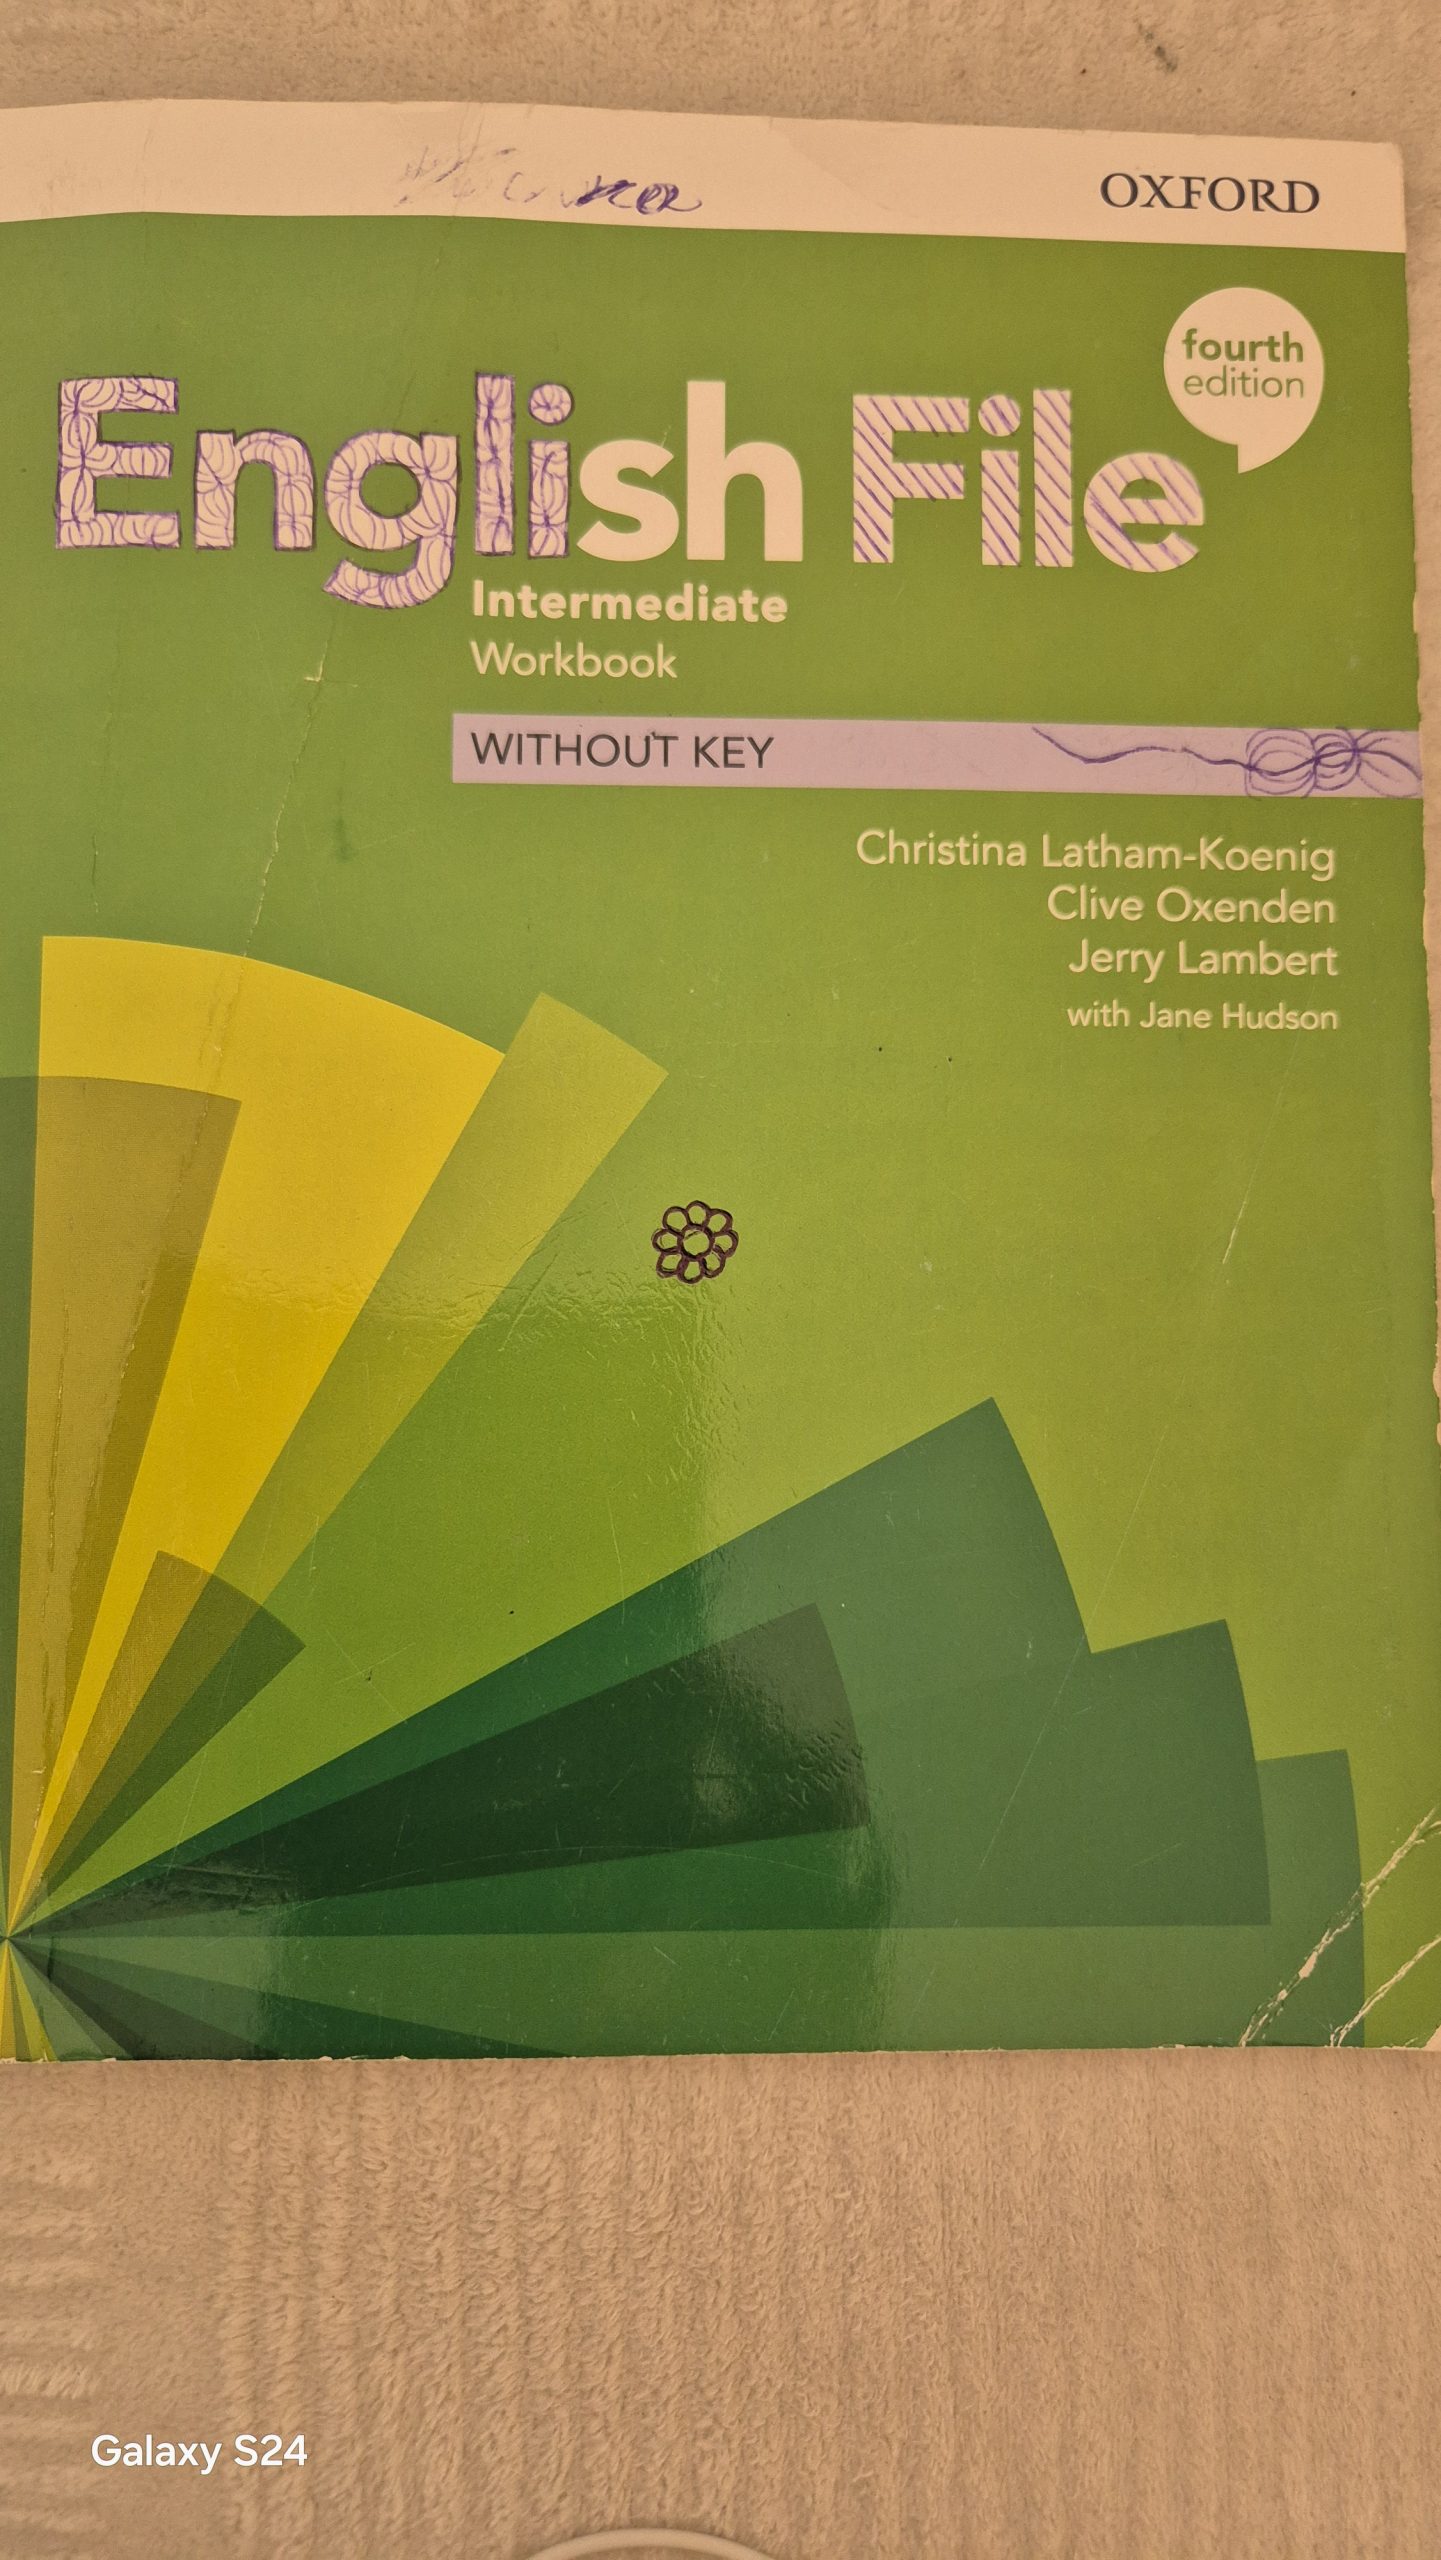 OXFORD
fourth
edition
English File
Intermediate
Workbook
WITHOUT KEY
Christina Latham-Koenig
Clive Oxenden
Jerry Lambert
with Jane Hudson
Galaxy S24